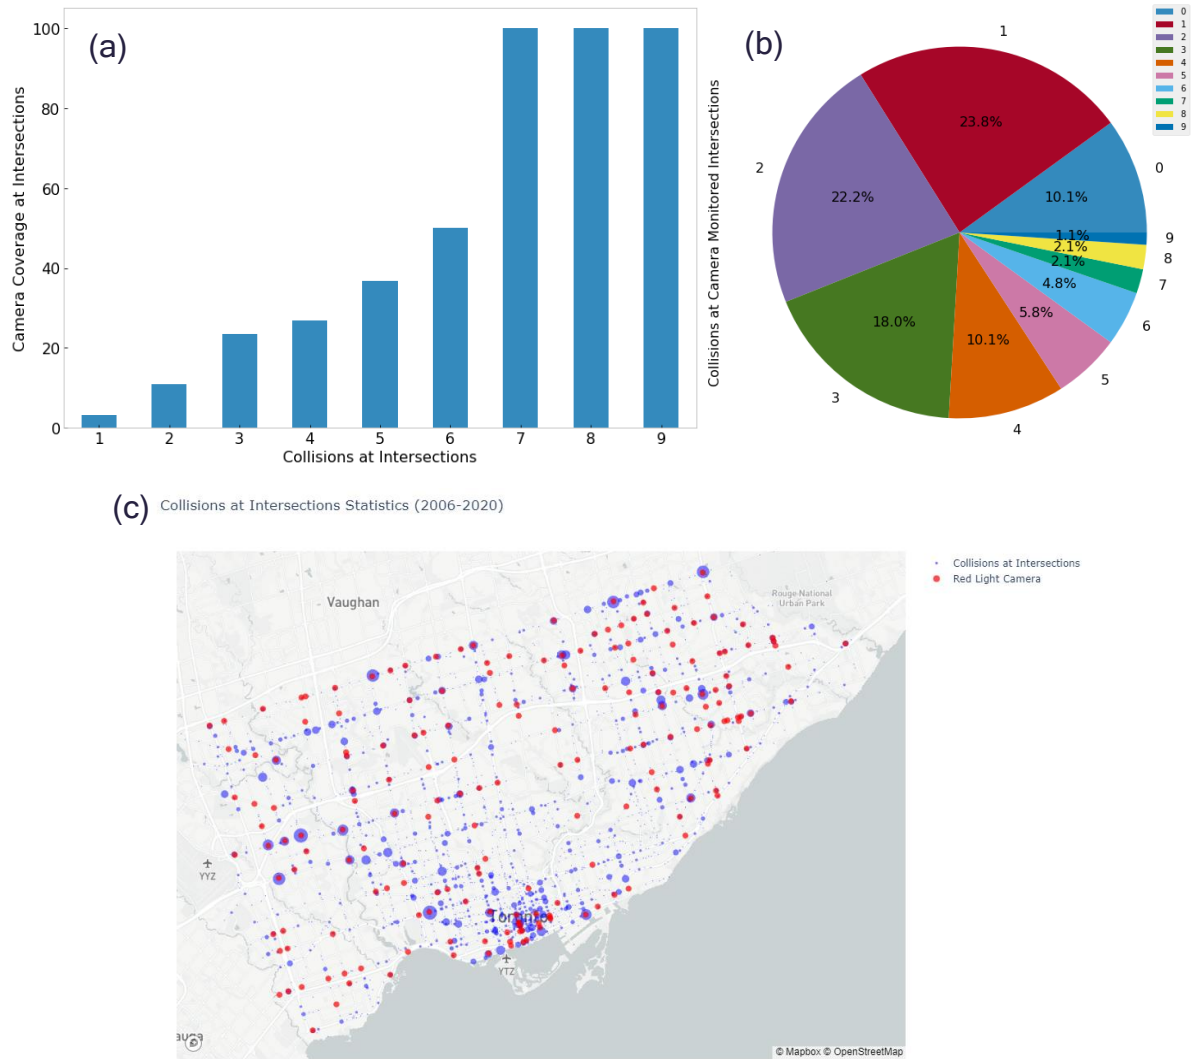 (a)
Camera Coverage at Intersections
100
80
60
40
20
0
1 2 3 4 5 6 7 8 9
Collisions at Intersections
(b)
Collisions at Camera Monitored Intersections
0
1
2
3
4
5
6
7
8
9
1
23.8%
2
22.2%
0
10.1%
1.1%
9
2.1%
8
2.1%
7
4.8%
6
5.8%
5
18.0%
3
10.1%
4
(c) Collisions at Intersections Statistics (2006-2020)
Collisions at Intersections
Red Light Camera
Vaughan
Rouge National
Urban Park
YYZ
Toronto
YTZ
auga
© Mapbox © OpenStreetMap